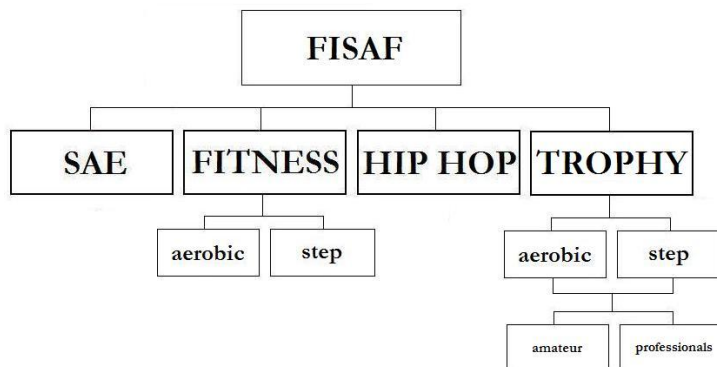 FISAF
SAE
FITNESS
HIP HOP
TROPHY
aerobic
step
aerobic
step
amateur
professionals